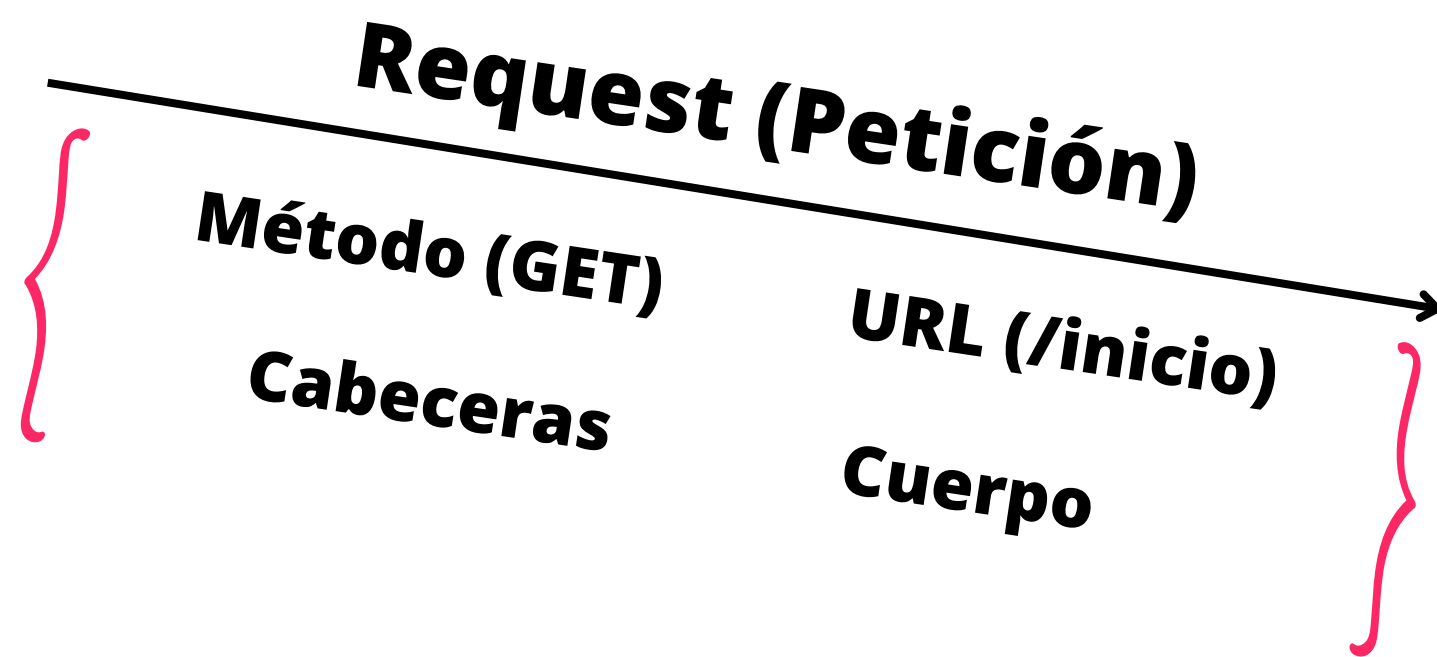 Request (Petición)
Método (GET)
URL (/inicio)
Cabeceras
Cuerpo